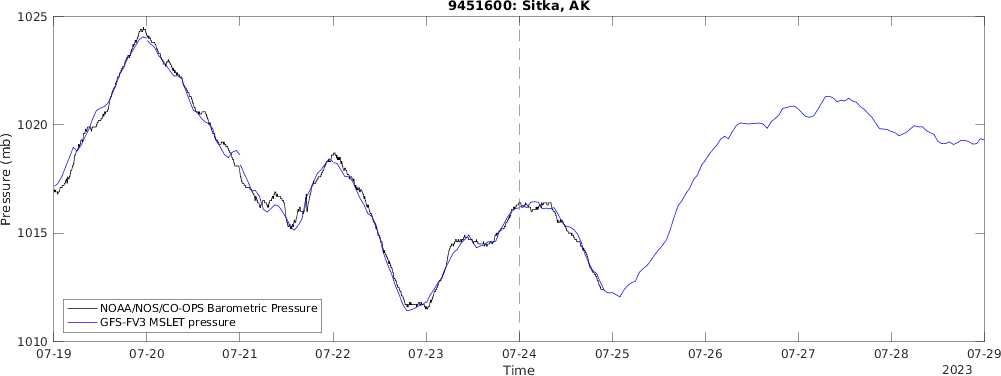 9451600: Sitka, AK
Pressure (mb)
1025
1020
1015
1010
NOAA/NOS/CO-OPS Barometric Pressure
GFS-FV3 MSLET pressure
07-19 07-20 07-21 07-22 07-23 07-24 07-25 07-26 07-27 07-28 07-29
Time
2023